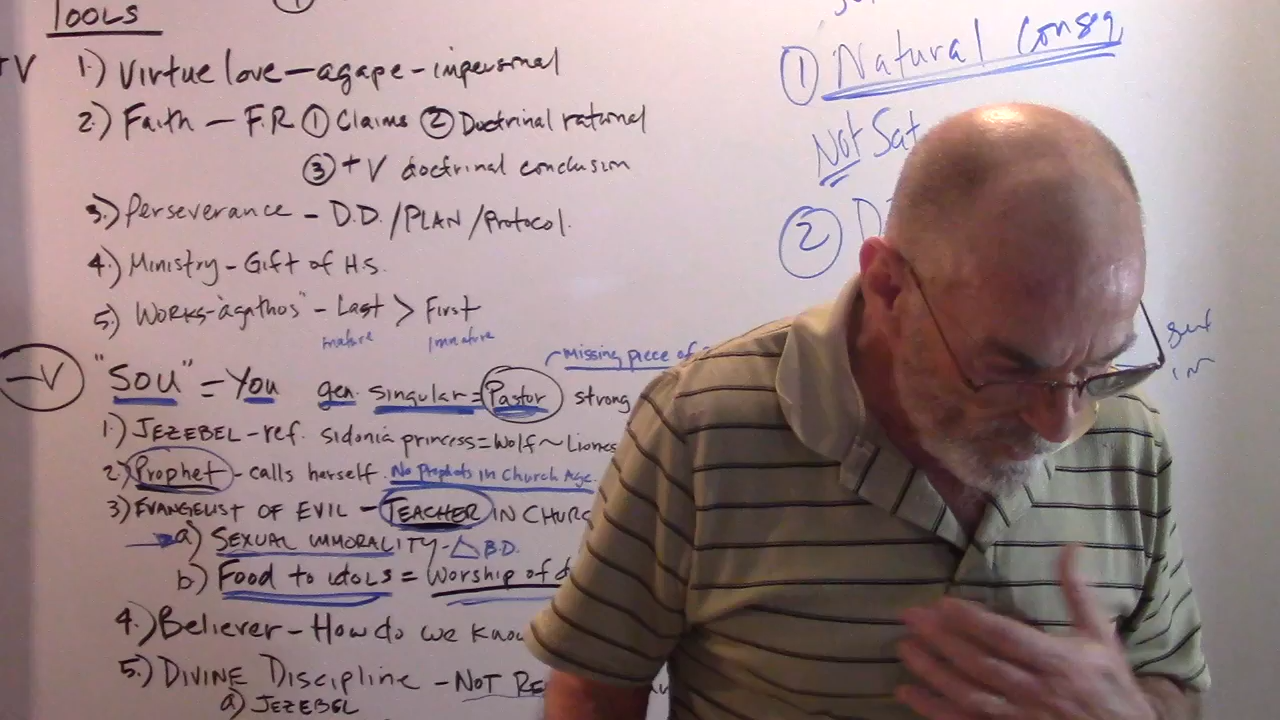 TOOLS
+V 1.) Virtue love - agape - impersonal
2.) Faith - F.R ① Claims ② Doctrinal rational
③ +V doctrinal conclusion
3.) Perseverance - D.D. / PLAN / Protocol.
4.) Ministry - Gift of H.S.
5.) Works - "agathos" - Last > First
mature immature
Missing piece of
-V "SOU" = You gen. singular = Pastor strong
1.) JEZEBEL - ref. Sidonia princess = Wolf ~ Liones
2.) Prophet - calls herself. No Prophets in Church Age.
3) EVANGELIST OF EVIL - TEACHER IN CHURC
a) SEXUAL IMMORALITY - △ B.D.
b) Food to idols = Worship of
4.) Believer - How do we know
5.) DIVINE Discipline - NOT RE
a) JEZEBEL
① Natural Conseq
Not Sat
② D